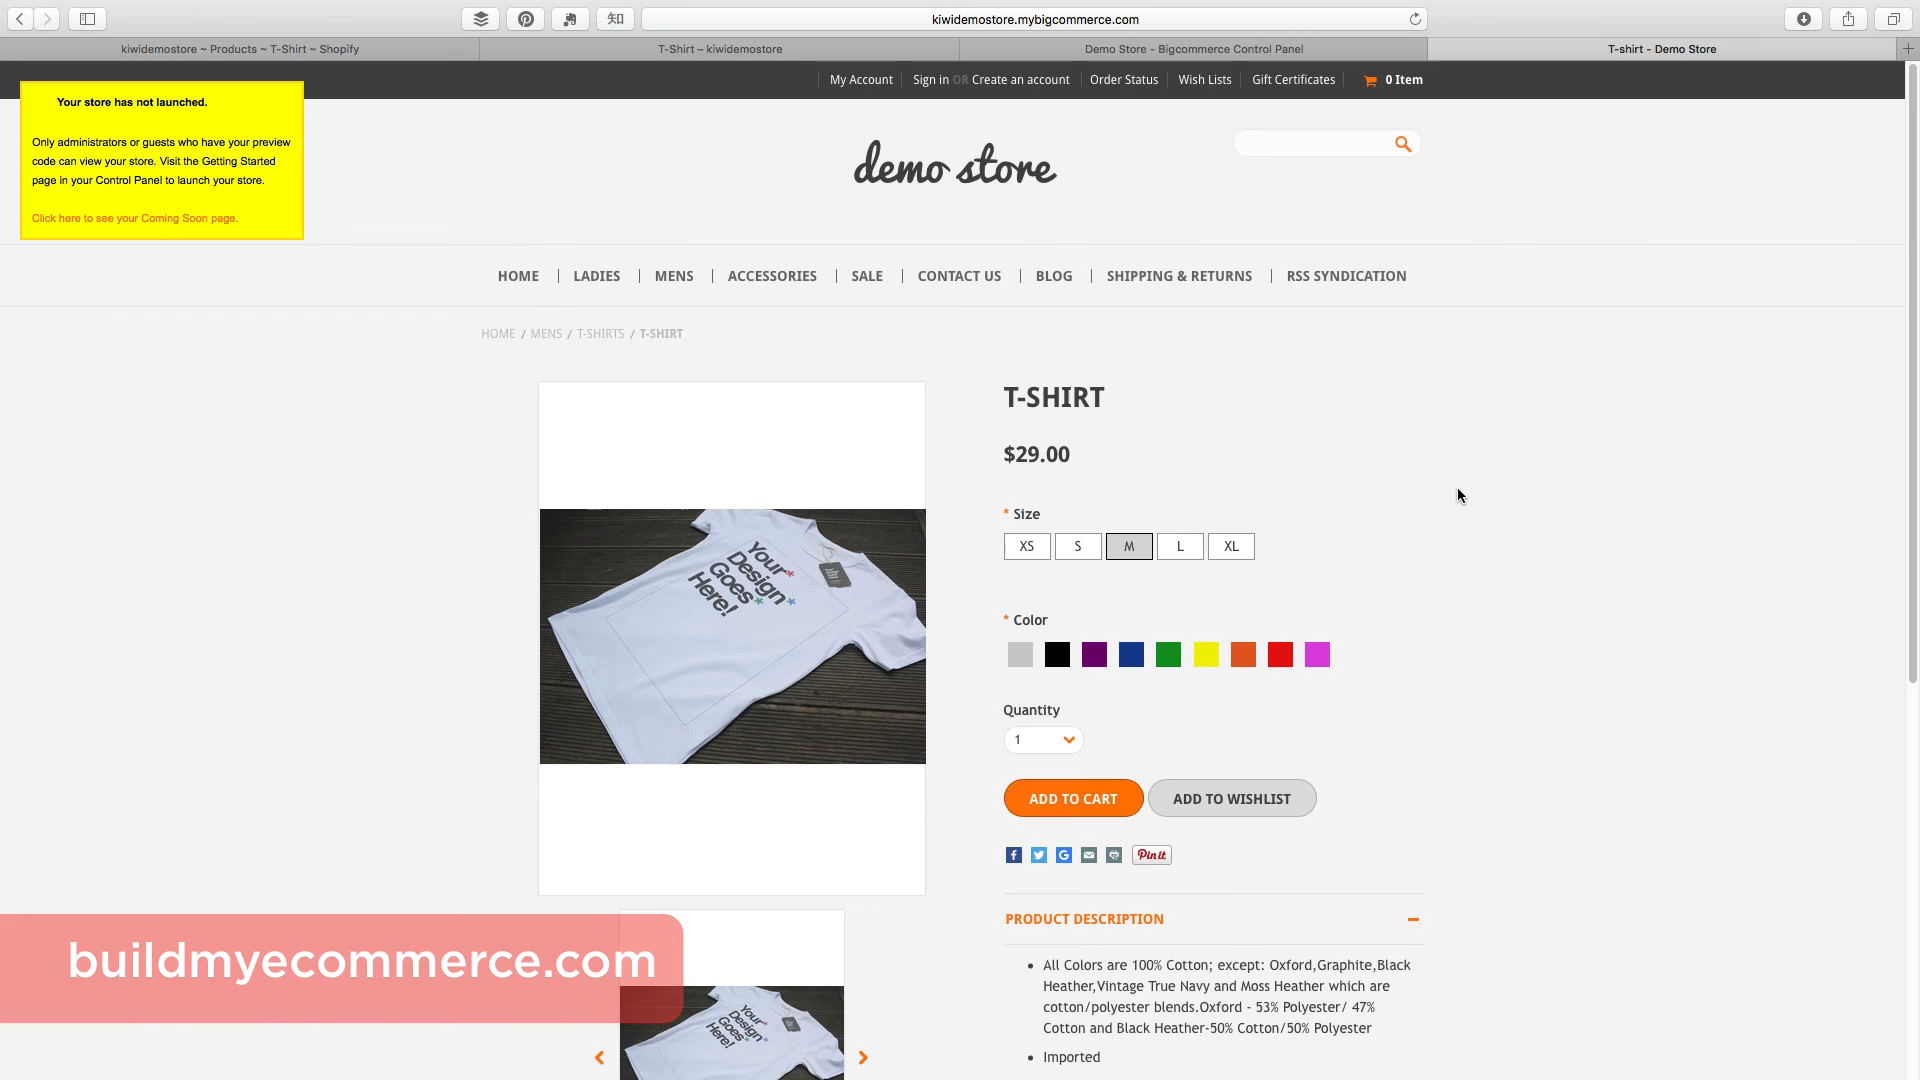 知
kiwidemostore.mybigcommerce.com
kiwidemostore ~ Products ~ T-Shirt ~ Shopify
T-Shirt – kiwidemostore
Demo Store - Bigcommerce Control Panel
T-shirt - Demo Store
My Account
Sign in OR Create an account
Order Status
Wish Lists
Gift Certificates
0 Item
Your store has not launched.
Only administrators or guests who have your preview
code can view your store. Visit the Getting Started
page in your Control Panel to launch your store.
Click here to see your Coming Soon page.
demo store
HOME
LADIES
MENS
ACCESSORIES
SALE
CONTACT US
BLOG
SHIPPING & RETURNS
RSS SYNDICATION
HOME / MENS / T-SHIRTS / T-SHIRT
Your*
Design*
Goes*
Here!
T-SHIRT
$29.00
* Size
XS
S
M
L
XL
* Color
Quantity
1
ADD TO CART
ADD TO WISHLIST
Pinit
PRODUCT DESCRIPTION
• All Colors are 100% Cotton; except: Oxford,Graphite,Black
Heather,Vintage True Navy and Moss Heather which are
cotton/polyester blends.Oxford - 53% Polyester/ 47%
Cotton and Black Heather-50% Cotton/50% Polyester
• Imported
buildmyecommerce.com
Your*
Design*
Goes*
Here!